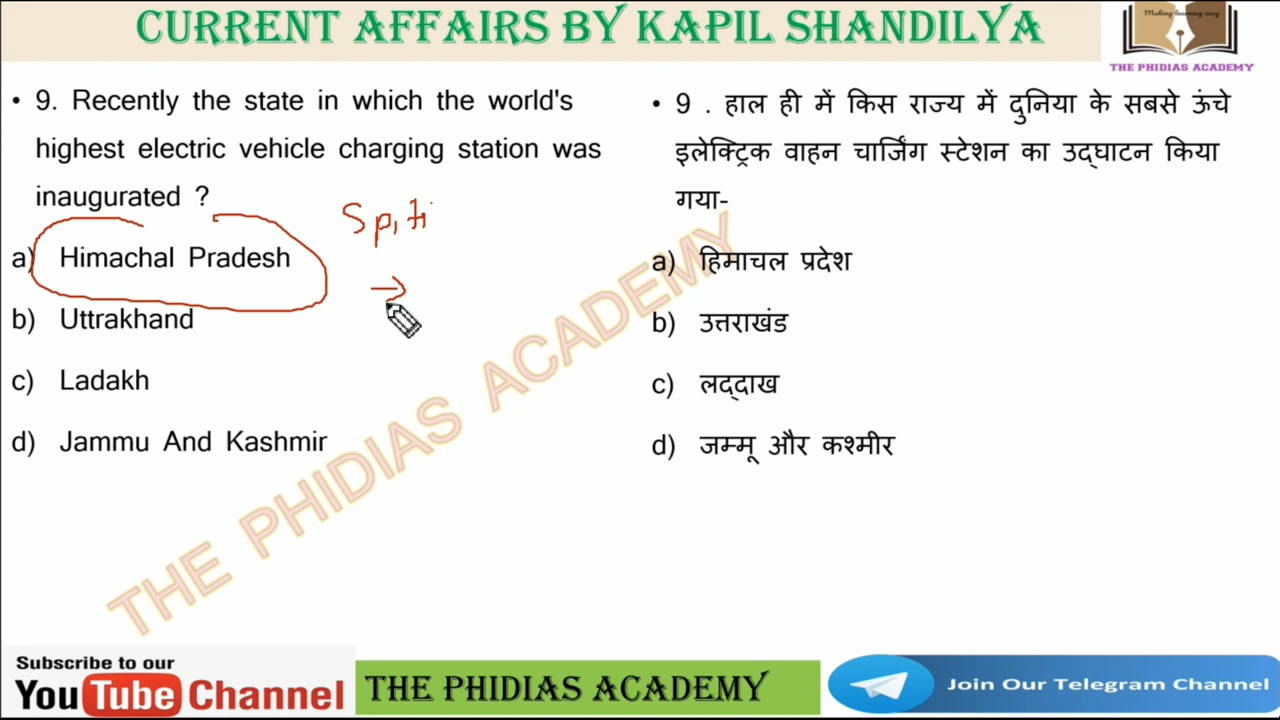 CURRENT AFFAIRS BY KAPIL SHANDILYA
Making learning easy
THE PHIDIAS ACADEMY
• 9. Recently the state in which the world's
highest electric vehicle charging station was
inaugurated ?
a) Himachal Pradesh
b) Uttrakhand
c) Ladakh
d) Jammu And Kashmir
Spiti
• 9 . हाल ही में किस राज्य में दुनिया के सबसे ऊंचे
इलेक्ट्रिक वाहन चार्जिंग स्टेशन का उद्घाटन किया
गया-
a) हिमाचल प्रदेश
b) उत्तराखंड
c) लद्दाख
d) जम्मू और कश्मीर
THE PHIDIAS ACADEMY
Subscribe to our
YouTube Channel
THE PHIDIAS ACADEMY
Join Our Telegram Channel